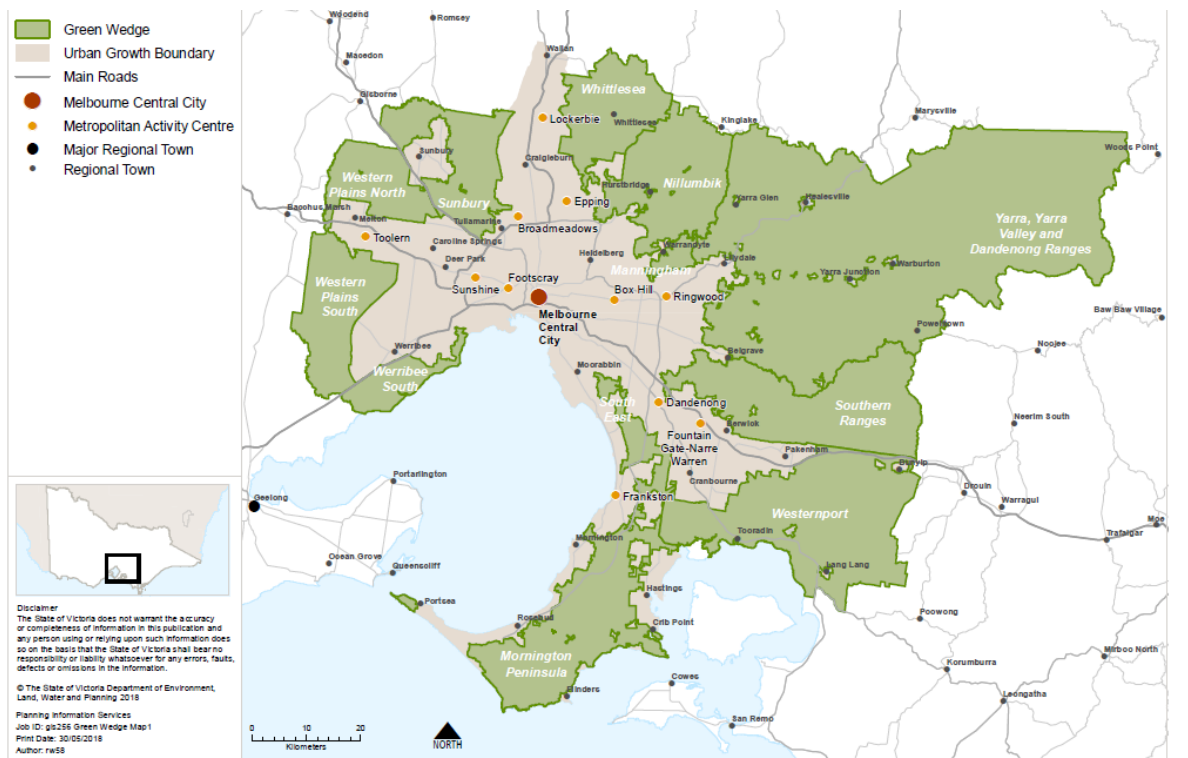 Green Wedge
Urban Growth Boundary
Main Roads
Melbourne Central City
Metropolitan Activity Centre
Major Regional Town
Regional Town
Woodend
Romsey
Macedon
Wallan
Gisborne
Whittlesea
Whittlesea
Lockerbie
Kinglake
Marysville
Woods Point
Sunbury
Craigieburn
Western
Plains North
Hurstbridge
Nillumbik
Bacchus Marsh
Melton
Sunbury
Epping
Yarra Glen
Healesville
Tullamarine
Broadmeadows
Yarra, Yarra
Valley and
Dandenong Ranges
Toolern
Caroline Springs
Warrandyte
Deer Park
Heidelberg
Lilydale
Warburton
Manningham
Yarra Junction
Footscray
Western
Plains
South
Sunshine
Box Hill
Ringwood
Melbourne
Central
City
Baw Baw Village
Powelltown
Werribee
Noojee
Belgrave
Werribee
South
Moorabbin
South
East
Dandenong
Southern
Ranges
Neerim South
Berwick
Fountain
Gate-Narre
Warren
Pakenham
Bunyip
Cranbourne
Portarlington
Geelong
Frankston
Drouin
Warragul
Westernport
Moe
Tooradin
Trafalgar
Mornington
Ocean Grove
Queenscliff
Lang Lang
Hastings
Portsea
Poowong
Rosebud
Crib Point
Mornington
Peninsula
Mirboo North
Korumburra
Cowes
Flinders
Leongatha
San Remo
Disclaimer
The State of Victoria does not warrant the accuracy
or completeness of information in this publication and
any person using or relying upon such information does
so on the basis that the State of Victoria shall bear no
responsibility or liability whatsoever for any errors, faults,
defects or omissions in the information.
© The State of Victoria Department of Environment,
Land, Water and Planning 2018
Planning Information Services
Job ID: gis256 Green Wedge Map1
Print Date: 30/05/2018
Author: rw58
0 10 20
Kilometers
NORTH